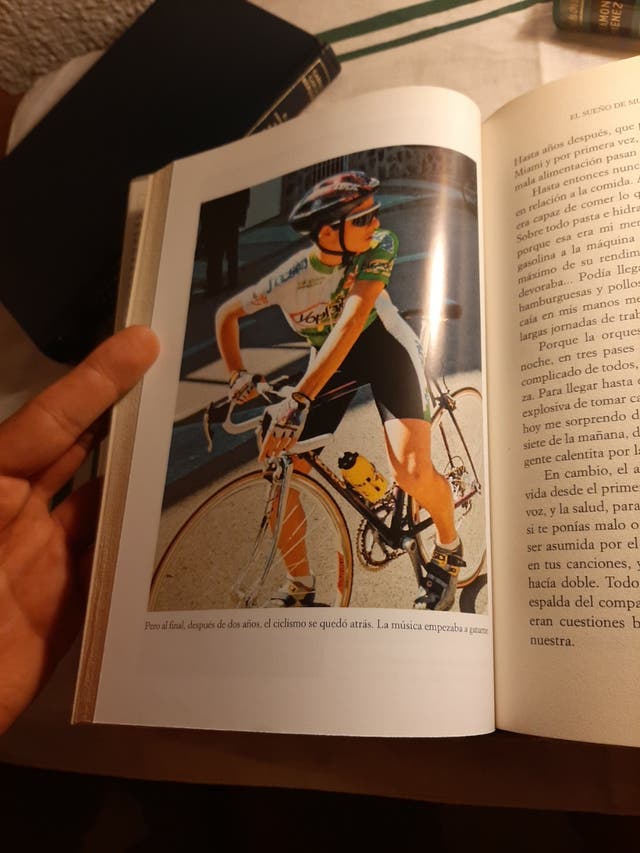 AMON
ENEZ
Pero al final, después de dos años, el ciclismo se quedó atrás. La música empezaba a ganarme
EL SUEÑO DE MU
Hasta años después, que
Miami y por primera vez,
mala alimentación pasan
Hasta entonces nunc
en relación a la comida. A
era capaz de comer lo q
Sobre todo pasta e hidra
porque esa era mi me
gasolina a la máquina
máximo de su rendim
devoraba... Podía llega
hamburguesas y pollos
caía en mis manos m
largas jornadas de trab
Porque la orques
noche, en tres pases
complicado de todos,
za. Para llegar hasta
explosiva de tomar ca
hoy me sorprendo d
siete de la mañana, d
gente calentita por la
En cambio, el a
vida desde el prime
voz, y la salud, para
si te ponías malo o
ser asumida por el
en tus canciones, y
hacía doble. Todo
espalda del compa
eran cuestiones b
nuestra.